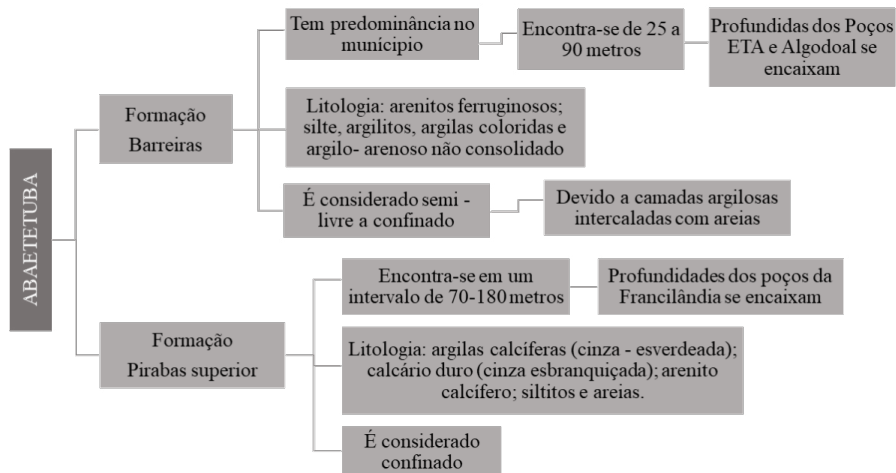 ABAETETUBA
Formação
Barreiras
Tem predominância no
munícipio
Encontra-se de 25 a
90 metros
Profundidas dos Poços
ETA e Algodoal se
encaixam
Litologia: arenitos ferruginosos;
silte, argilitos, argilas coloridas e
argilo- arenoso não consolidado
É considerado semi -
livre a confinado
Devido a camadas argilosas
intercaladas com areias
Formação
Pirabas superior
Encontra-se em um
intervalo de 70-180 metros
Profundidades dos poços da
Francilândia se encaixam
Litologia: argilas calcíferas (cinza - esverdeada);
calcário duro (cinza esbranquiçada); arenito
calcífero; siltitos e areias.
É considerado
confinado